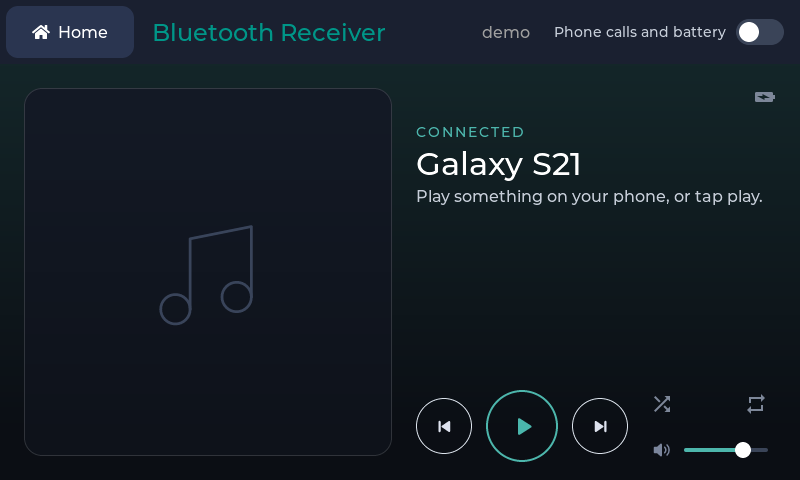 Home
Bluetooth Receiver
demo
Phone calls and battery
CONNECTED
Galaxy S21
Play something on your phone, or tap play.